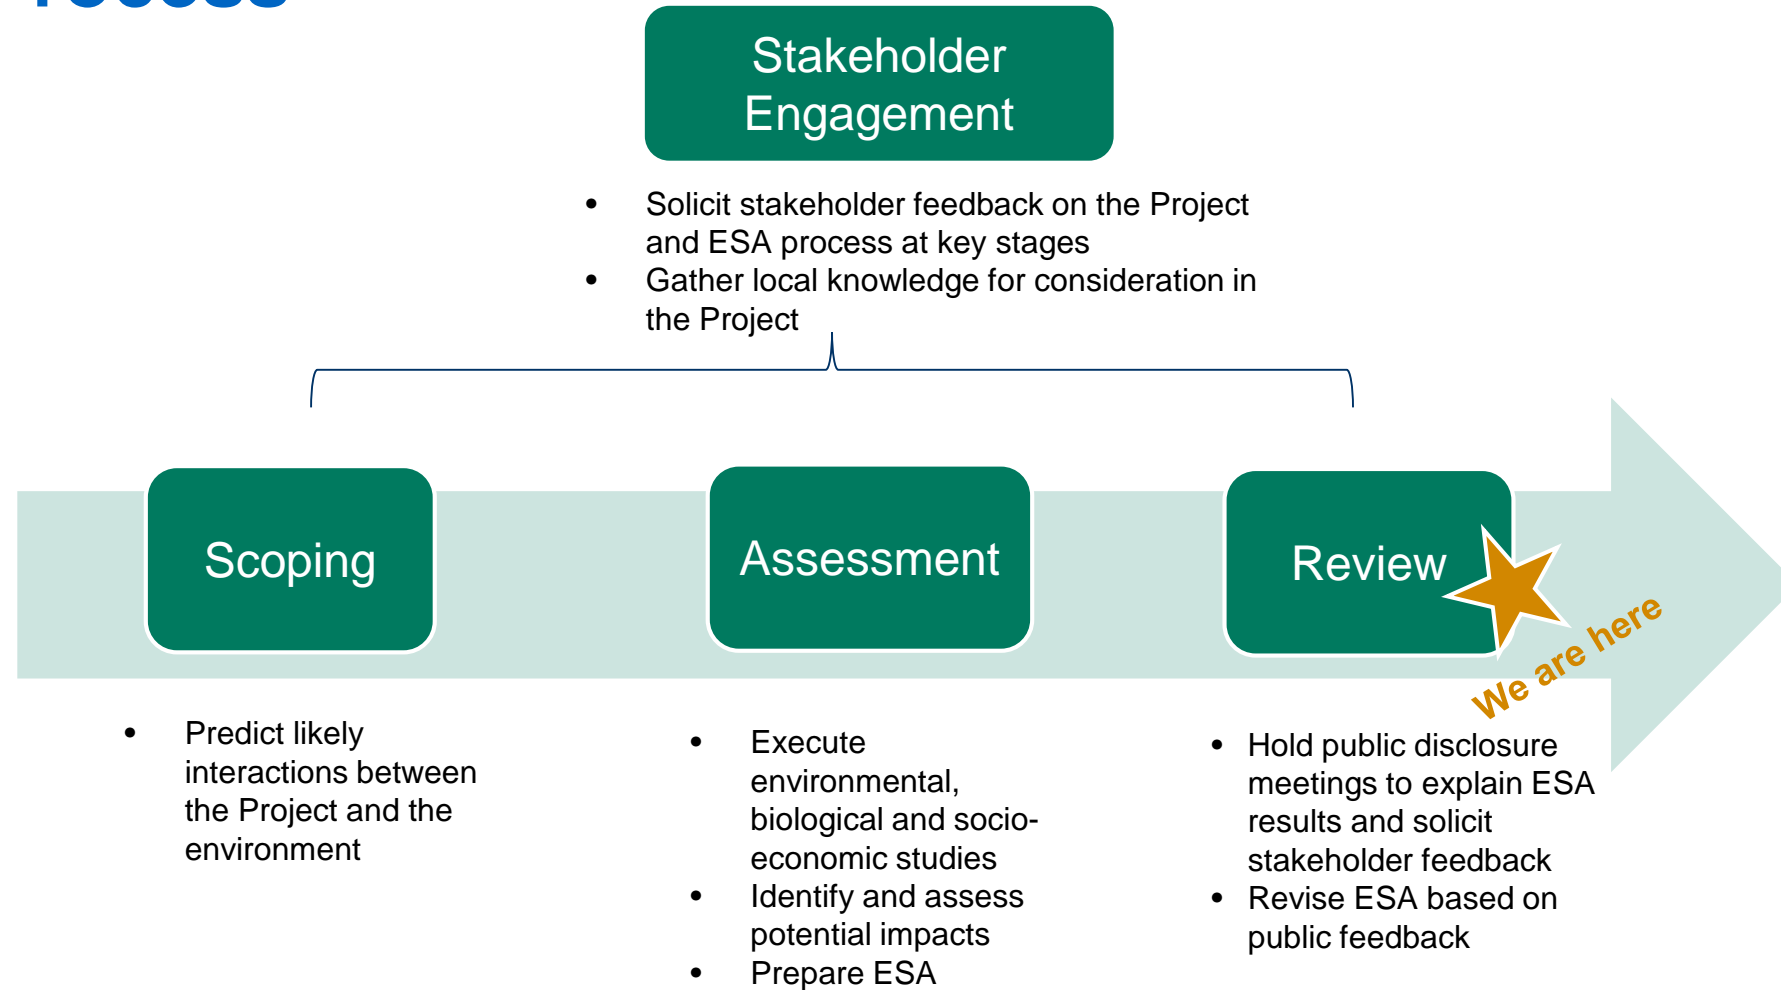 Stakeholder
Engagement
• Solicit stakeholder feedback on the Project
and ESA process at key stages
• Gather local knowledge for consideration in
the Project
Scoping
Assessment
Review
We are here
• Predict likely
interactions between
the Project and the
environment
• Execute
environmental,
biological and socio-
economic studies
• Identify and assess
potential impacts
• Prepare ESA
• Hold public disclosure
meetings to explain ESA
results and solicit
stakeholder feedback
• Revise ESA based on
public feedback